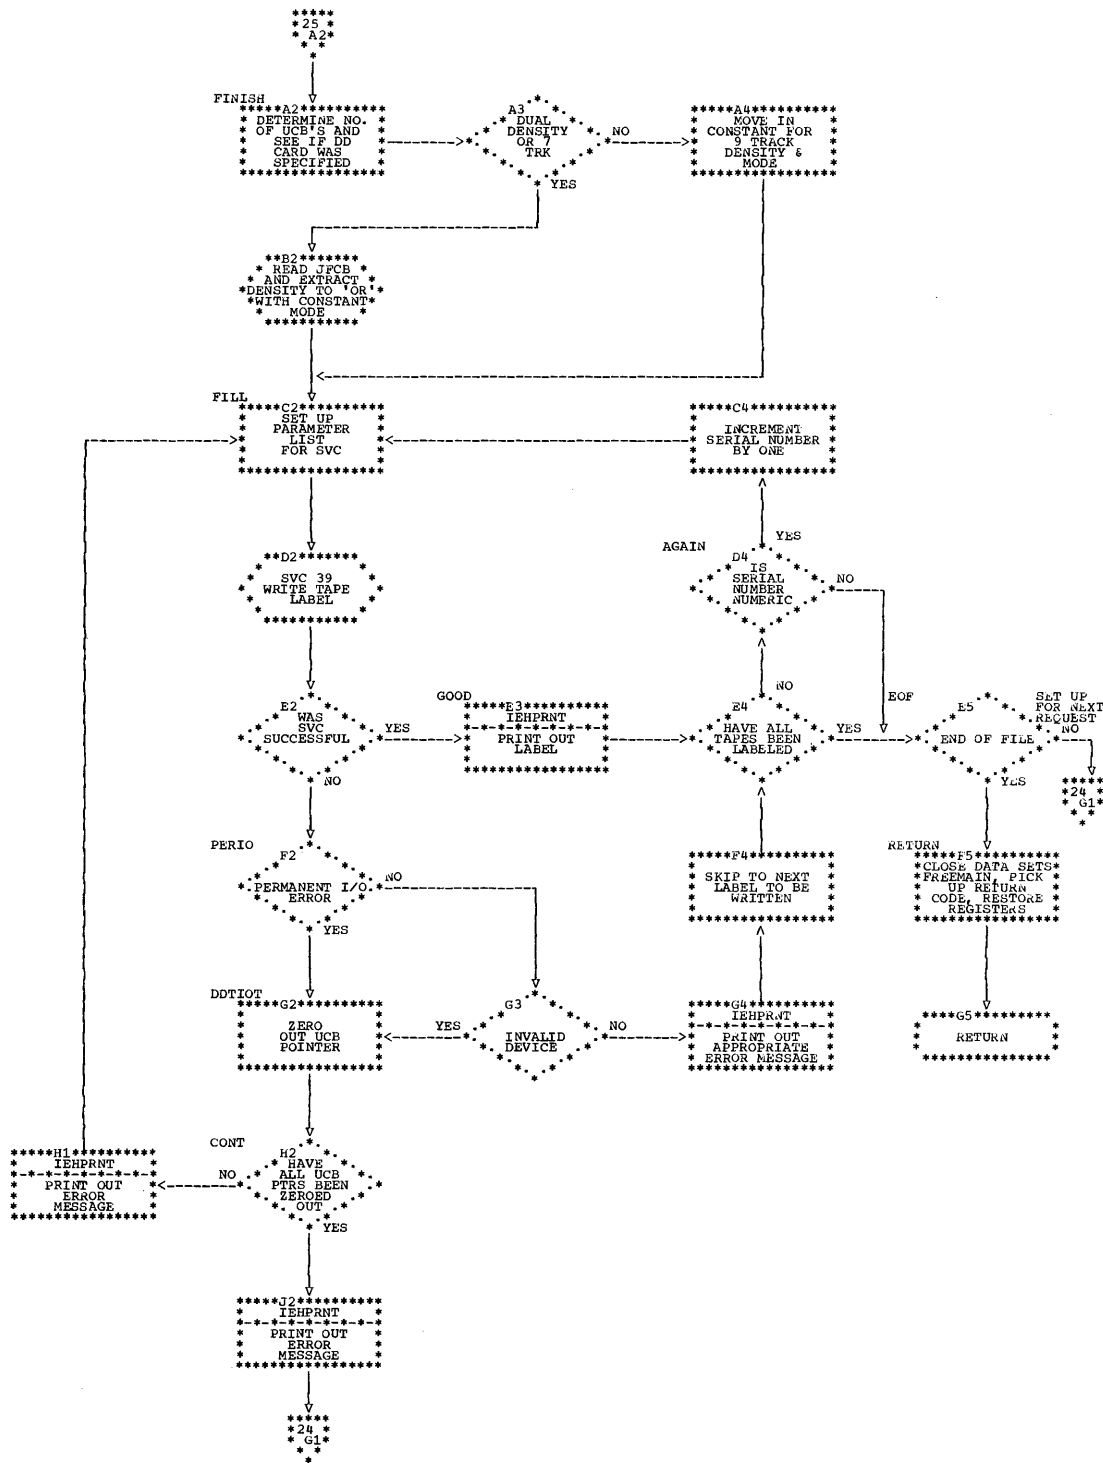 25
A2
FINISH
A2
DETERMINE NO.
OF UCB'S AND
SEE IF DD
CARD WAS
SPECIFIED
A3
DUAL
DENSITY
OR 7
TRK
NO
YES
A4
MOVE IN
CONSTANT FOR
9 TRACK
DENSITY &
MODE
B2
READ JFCB
AND EXTRACT
DENSITY TO 'OR'
WITH CONSTANT
MODE
FILL
C2
SET UP
PARAMETER
LIST
FOR SVC
C4
INCREMENT
SERIAL NUMBER
BY ONE
D2
SVC 39
WRITE TAPE
LABEL
AGAIN
YES
D4
IS
SERIAL
NUMBER
NUMERIC
NO
E2
WAS
SVC
SUCCESSFUL
YES
NO
GOOD
E3
IEHPRNT
PRINT OUT
LABEL
NO
E4
HAVE ALL
TAPES BEEN
LABELED
YES
EOF
E5
END OF FILE
SET UP
FOR NEXT
REQUEST
NO
YES
24
G1
PERIO
F2
PERMANENT I/O
ERROR
NO
YES
F4
SKIP TO NEXT
LABEL TO BE
WRITTEN
RETURN
F5
CLOSE DATA SETS
FREEMAIN, PICK
UP RETURN
CODE, RESTORE
REGISTERS
DDTIOT
G2
ZERO
OUT UCB
POINTER
YES
G3
INVALID
DEVICE
NO
G4
IEHPRNT
PRINT OUT
APPROPRIATE
ERROR MESSAGE
G5
RETURN
H1
IEHPRNT
PRINT OUT
ERROR
MESSAGE
CONT
NO
H2
HAVE
ALL UCB
PTRS BEEN
ZEROED
OUT
YES
J2
IEHPRNT
PRINT OUT
ERROR
MESSAGE
24
G1